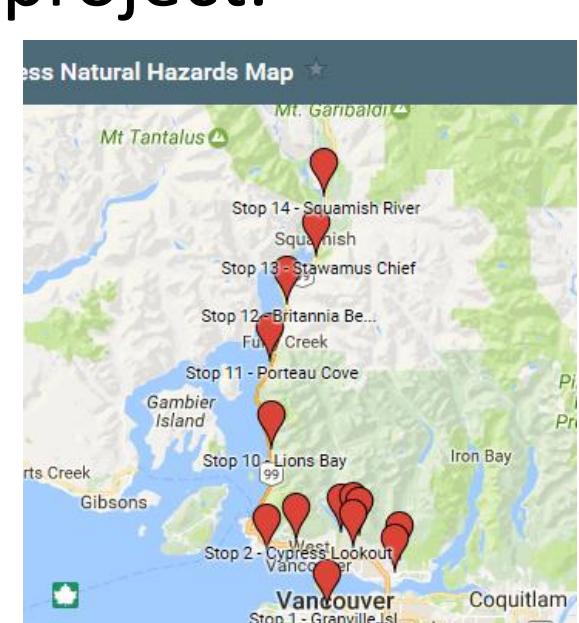 project.
ess Natural Hazards Map
Mt. Garibaldi
Mt Tantalus
Stop 14 - Squamish River
Squamish
Stop 13 - Stawamus Chief
99
Stop 12 - Britannia Be...
Furry Creek
Stop 11 - Porteau Cove
Gambier
Island
Stop 10 - Lions Bay
Iron Bay
rts Creek
99
Gibsons
Stop 2 - Cypress Lookout
West
Vancouver
Vancouver
Coquitlam
Stop 1 - Granville Isl